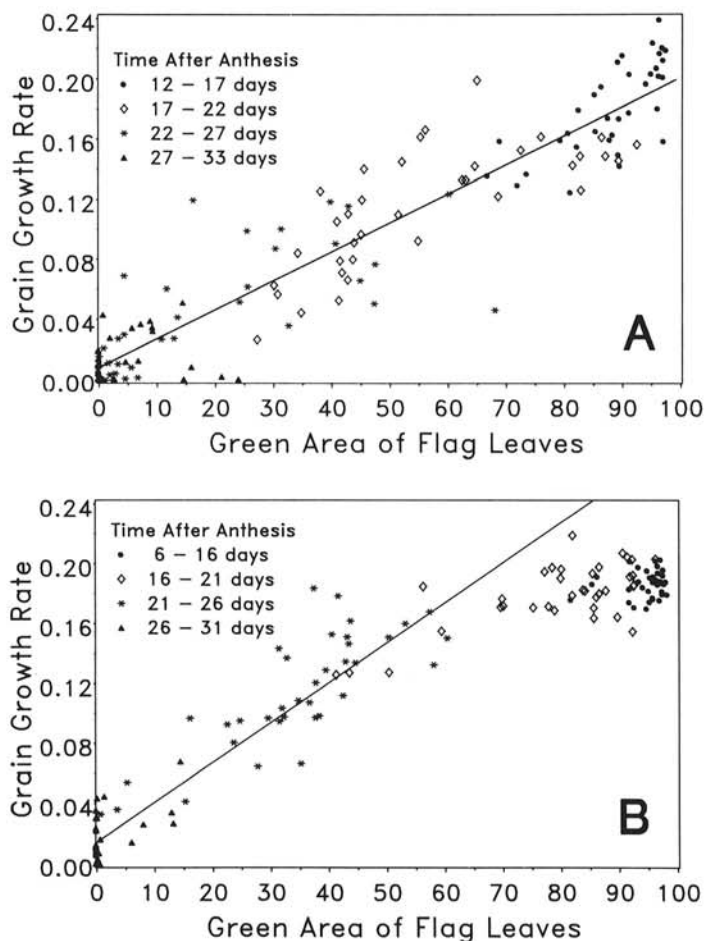 0.24
0.20
0.16
0.12
0.08
0.04
0.00
Grain Growth Rate
Time After Anthesis
12 – 17 days
17 – 22 days
22 – 27 days
27 – 33 days
A
0 10 20 30 40 50 60 70 80 90 100
Green Area of Flag Leaves
0.24
0.20
0.16
0.12
0.08
0.04
0.00
Grain Growth Rate
Time After Anthesis
6 – 16 days
16 – 21 days
21 – 26 days
26 – 31 days
B
0 10 20 30 40 50 60 70 80 90 100
Green Area of Flag Leaves